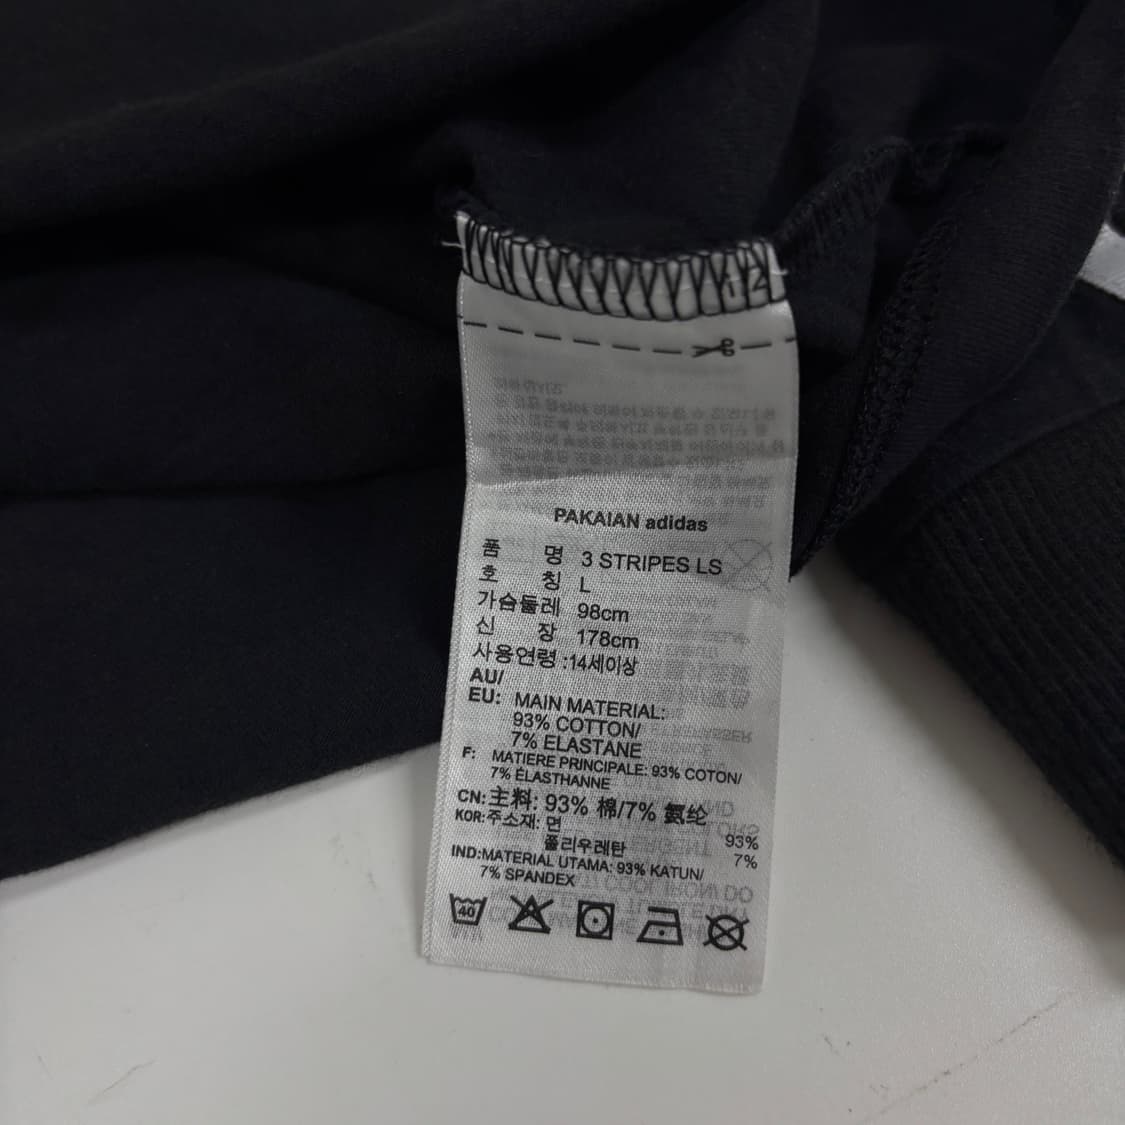 12
PAKAIAN adidas
품 명 3 STRIPES LS
호 칭 L
가슴둘레 98cm
신 장 178cm
사용연령 :14세이상
AU/
EU: MAIN MATERIAL:
93% COTTON/
7% ELASTANE
F: MATIERE PRINCIPALE: 93% COTON/
7% ÉLASTHANNE
CN:主料: 93% 棉/7% 氨纶
KOR:주소재: 면 93%
폴리우레탄 7%
IND:MATERIAL UTAMA: 93% KATUN/
7% SPANDEX
40